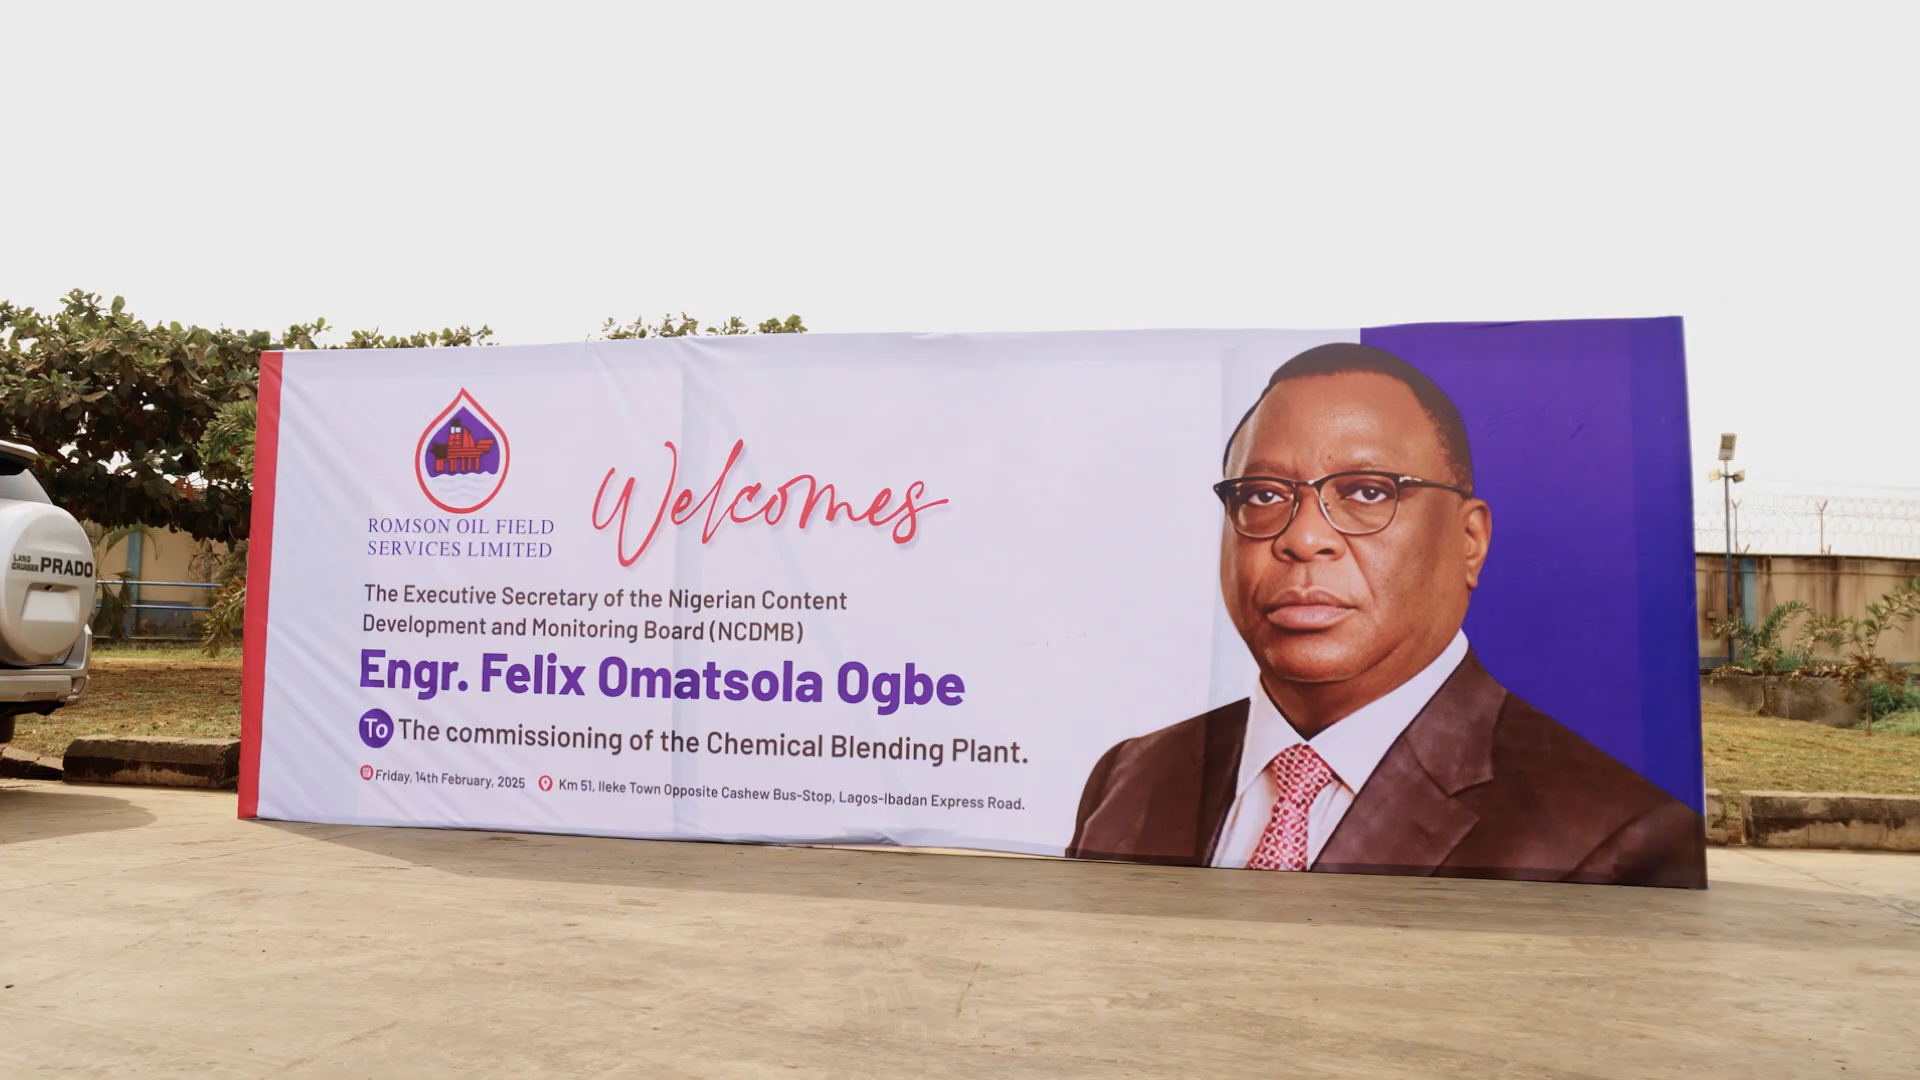 ROMSON OIL FIELD
SERVICES LIMITED
Welcomes
The Executive Secretary of the Nigerian Content
Development and Monitoring Board (NCDMB)
Engr. Felix Omatsola Ogbe
To The commissioning of the Chemical Blending Plant.
Friday, 14th February, 2025 Km 51, Ileke Town Opposite Cashew Bus-Stop, Lagos-Ibadan Express Road.
LAND
CRUISER PRADO